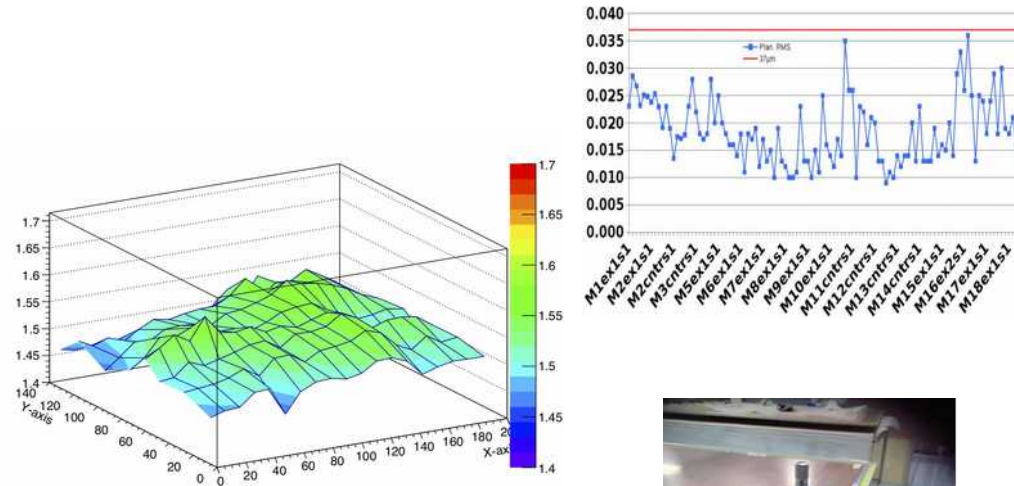 0.040
0.035
0.030
0.025
0.020
0.015
0.010
0.005
0.000
Plan. RMS
37µm
M1ex1s1
M2ex1s1
M2cntrs1
M3cntrs1
M5ex1s1
M6ex1s1
M7ex1s1
M8ex1s1
M9ex1s1
M10ex1s1
M11cntrs1
M12cntrs1
M13cntrs1
M14cntrs1
M15ex1s1
M16ex2s1
M17ex1s1
M18ex1s1
1.7
1.65
1.6
1.55
1.5
1.45
1.4
140
120
100
80
60
40
20
0
Y-axis
0
20
40
60
80
100
120
140
160
180
20
X-ax
1.7
1.65
1.6
1.55
1.5
1.45
1.4